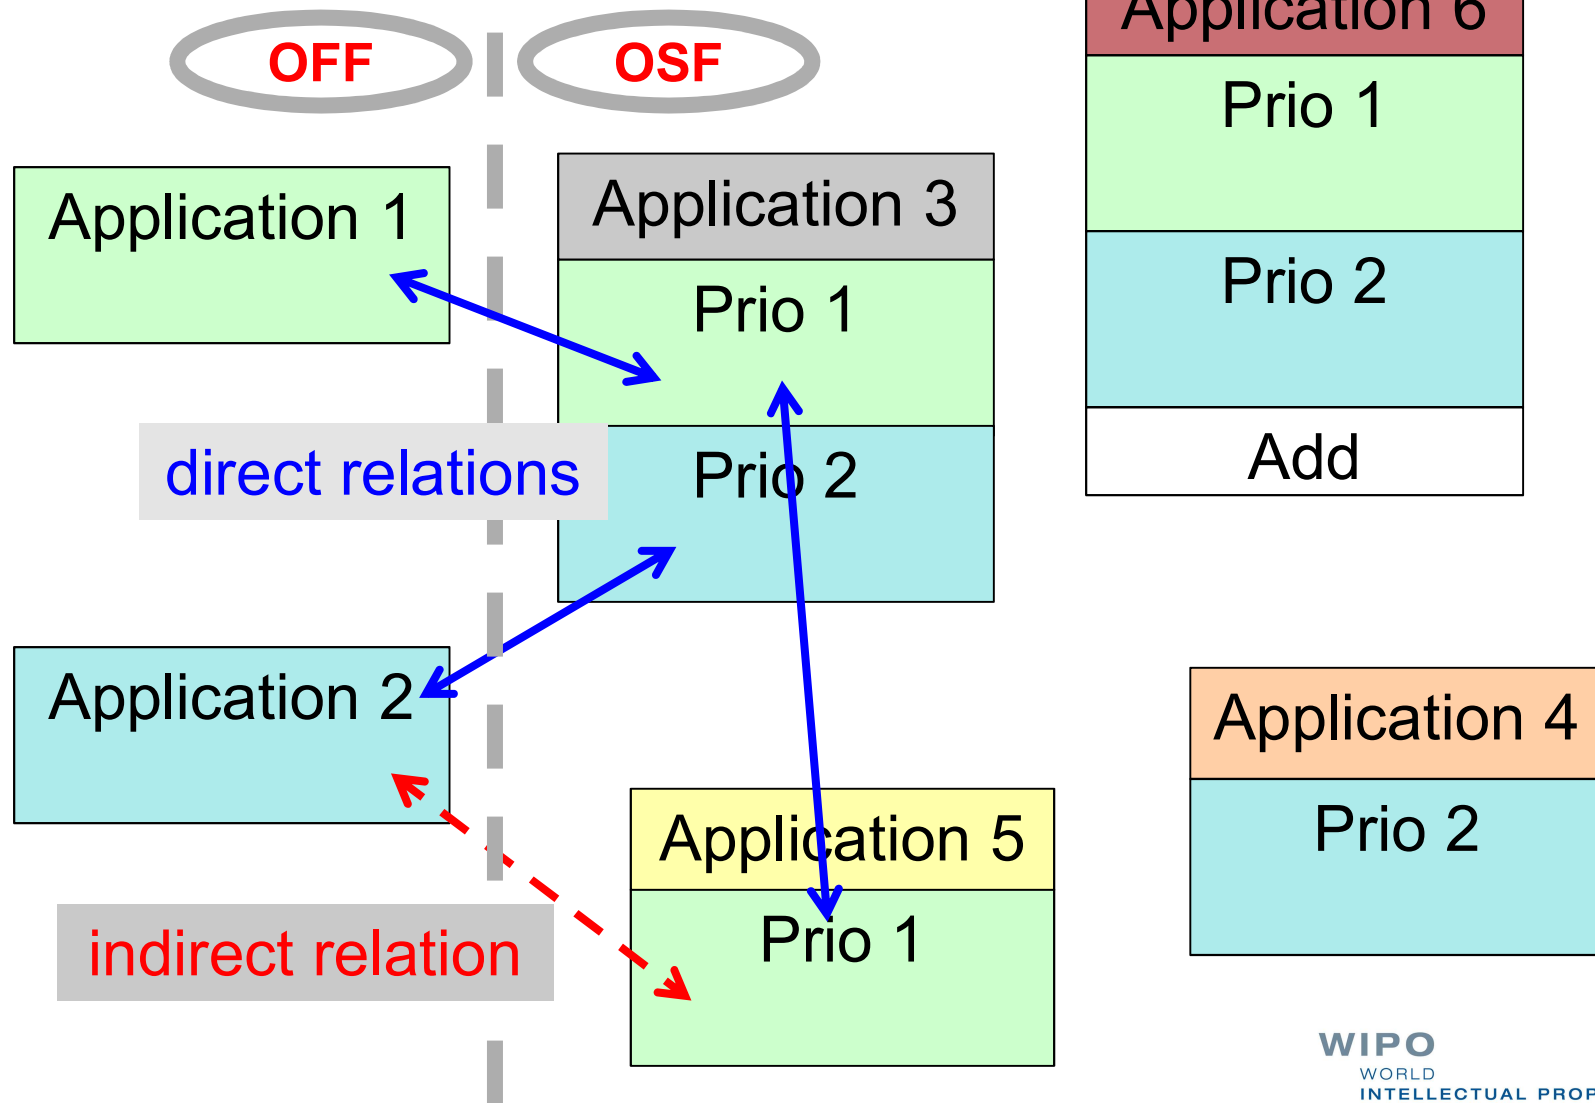 OFF
OSF
Application 6
Prio 1
Prio 2
Add
Application 1
Application 3
Prio 1
Prio 2
direct relations
Application 2
Application 4
Prio 2
Application 5
Prio 1
indirect relation
WIPO
WORLD
INTELLECTUAL PROP